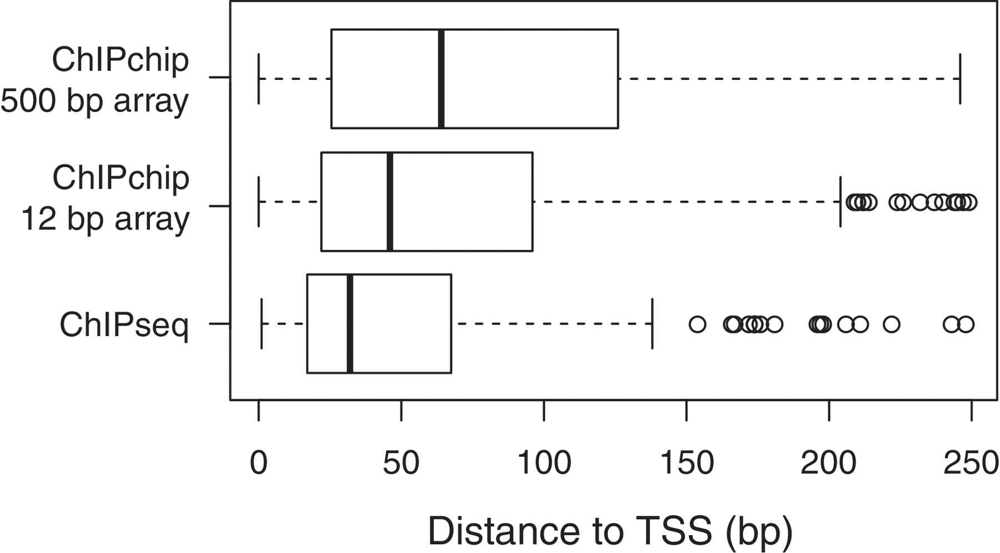 ChIPchip
500 bp array
ChIPchip
12 bp array
ChIPseq
0 50 100 150 200 250
Distance to TSS (bp)